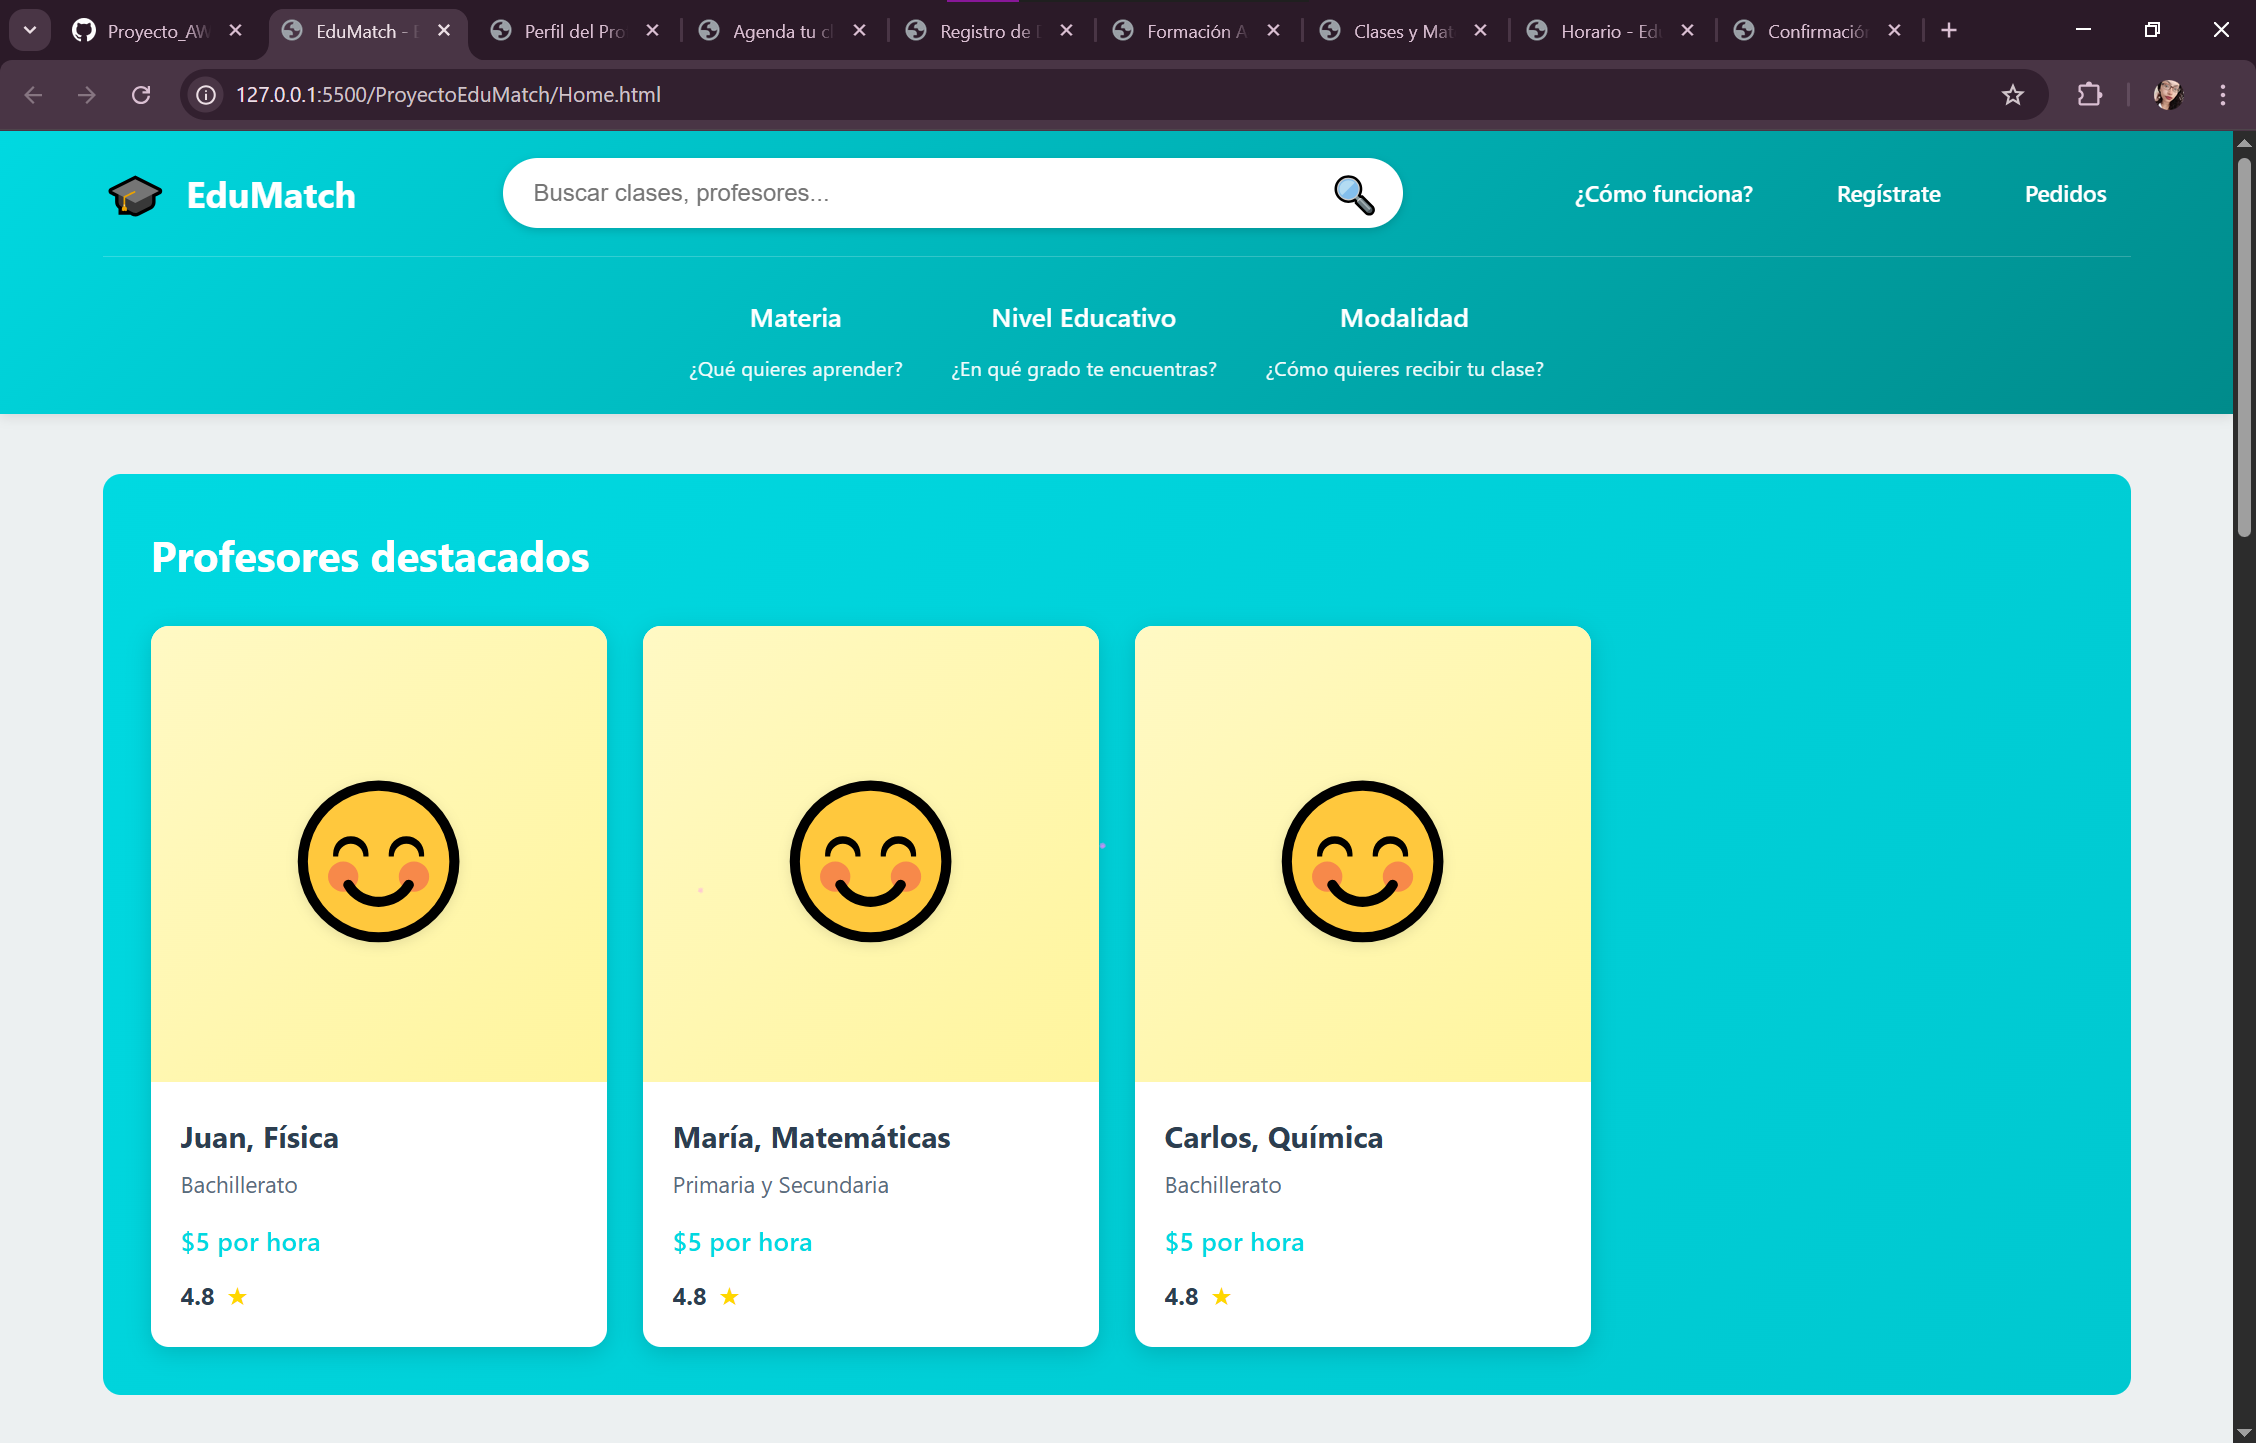 Proyecto_AW
EduMatch - E
Perfil del Pro
Agenda tu cl
Registro de
Formación A
Clases y Mat
Horario - Ed
Confirmación
127.0.0.1:5500/ProyectoEduMatch/Home.html
EduMatch
Buscar clases, profesores...
¿Cómo funciona? Regístrate Pedidos
Materia Nivel Educativo Modalidad
¿Qué quieres aprender? ¿En qué grado te encuentras? ¿Cómo quieres recibir tu clase?
Profesores destacados
Juan, Física
Bachillerato
$5 por hora
4.8 ★
María, Matemáticas
Primaria y Secundaria
$5 por hora
4.8 ★
Carlos, Química
Bachillerato
$5 por hora
4.8 ★